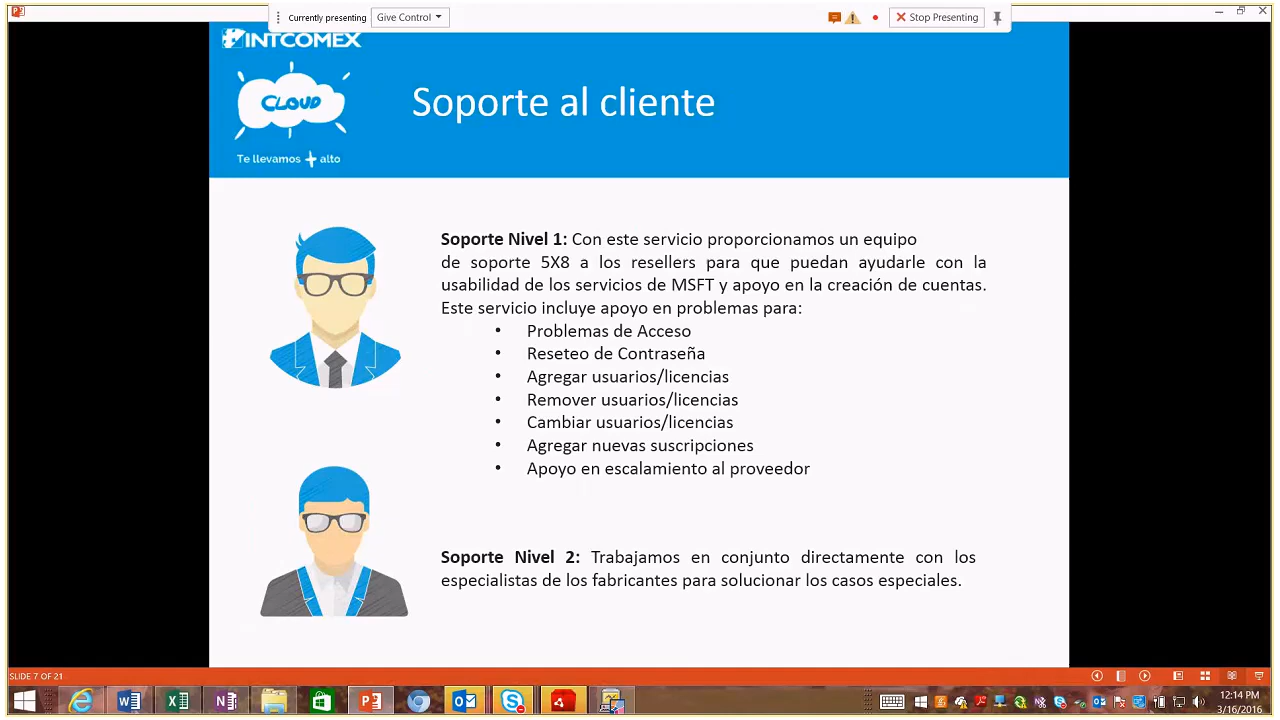 Currently presenting Give Control Stop Presenting
INTCOMEX
CLOUD
Te llevamos + alto
Soporte al cliente
Soporte Nivel 1: Con este servicio proporcionamos un equipo
de soporte 5X8 a los resellers para que puedan ayudarle con la
usabilidad de los servicios de MSFT y apoyo en la creación de cuentas.
Este servicio incluye apoyo en problemas para:
• Problemas de Acceso
• Reseteo de Contraseña
• Agregar usuarios/licencias
• Remover usuarios/licencias
• Cambiar usuarios/licencias
• Agregar nuevas suscripciones
• Apoyo en escalamiento al proveedor
Soporte Nivel 2: Trabajamos en conjunto directamente con los
especialistas de los fabricantes para solucionar los casos especiales.
SLIDE 7 OF 21
12:14 PM
3/16/2016